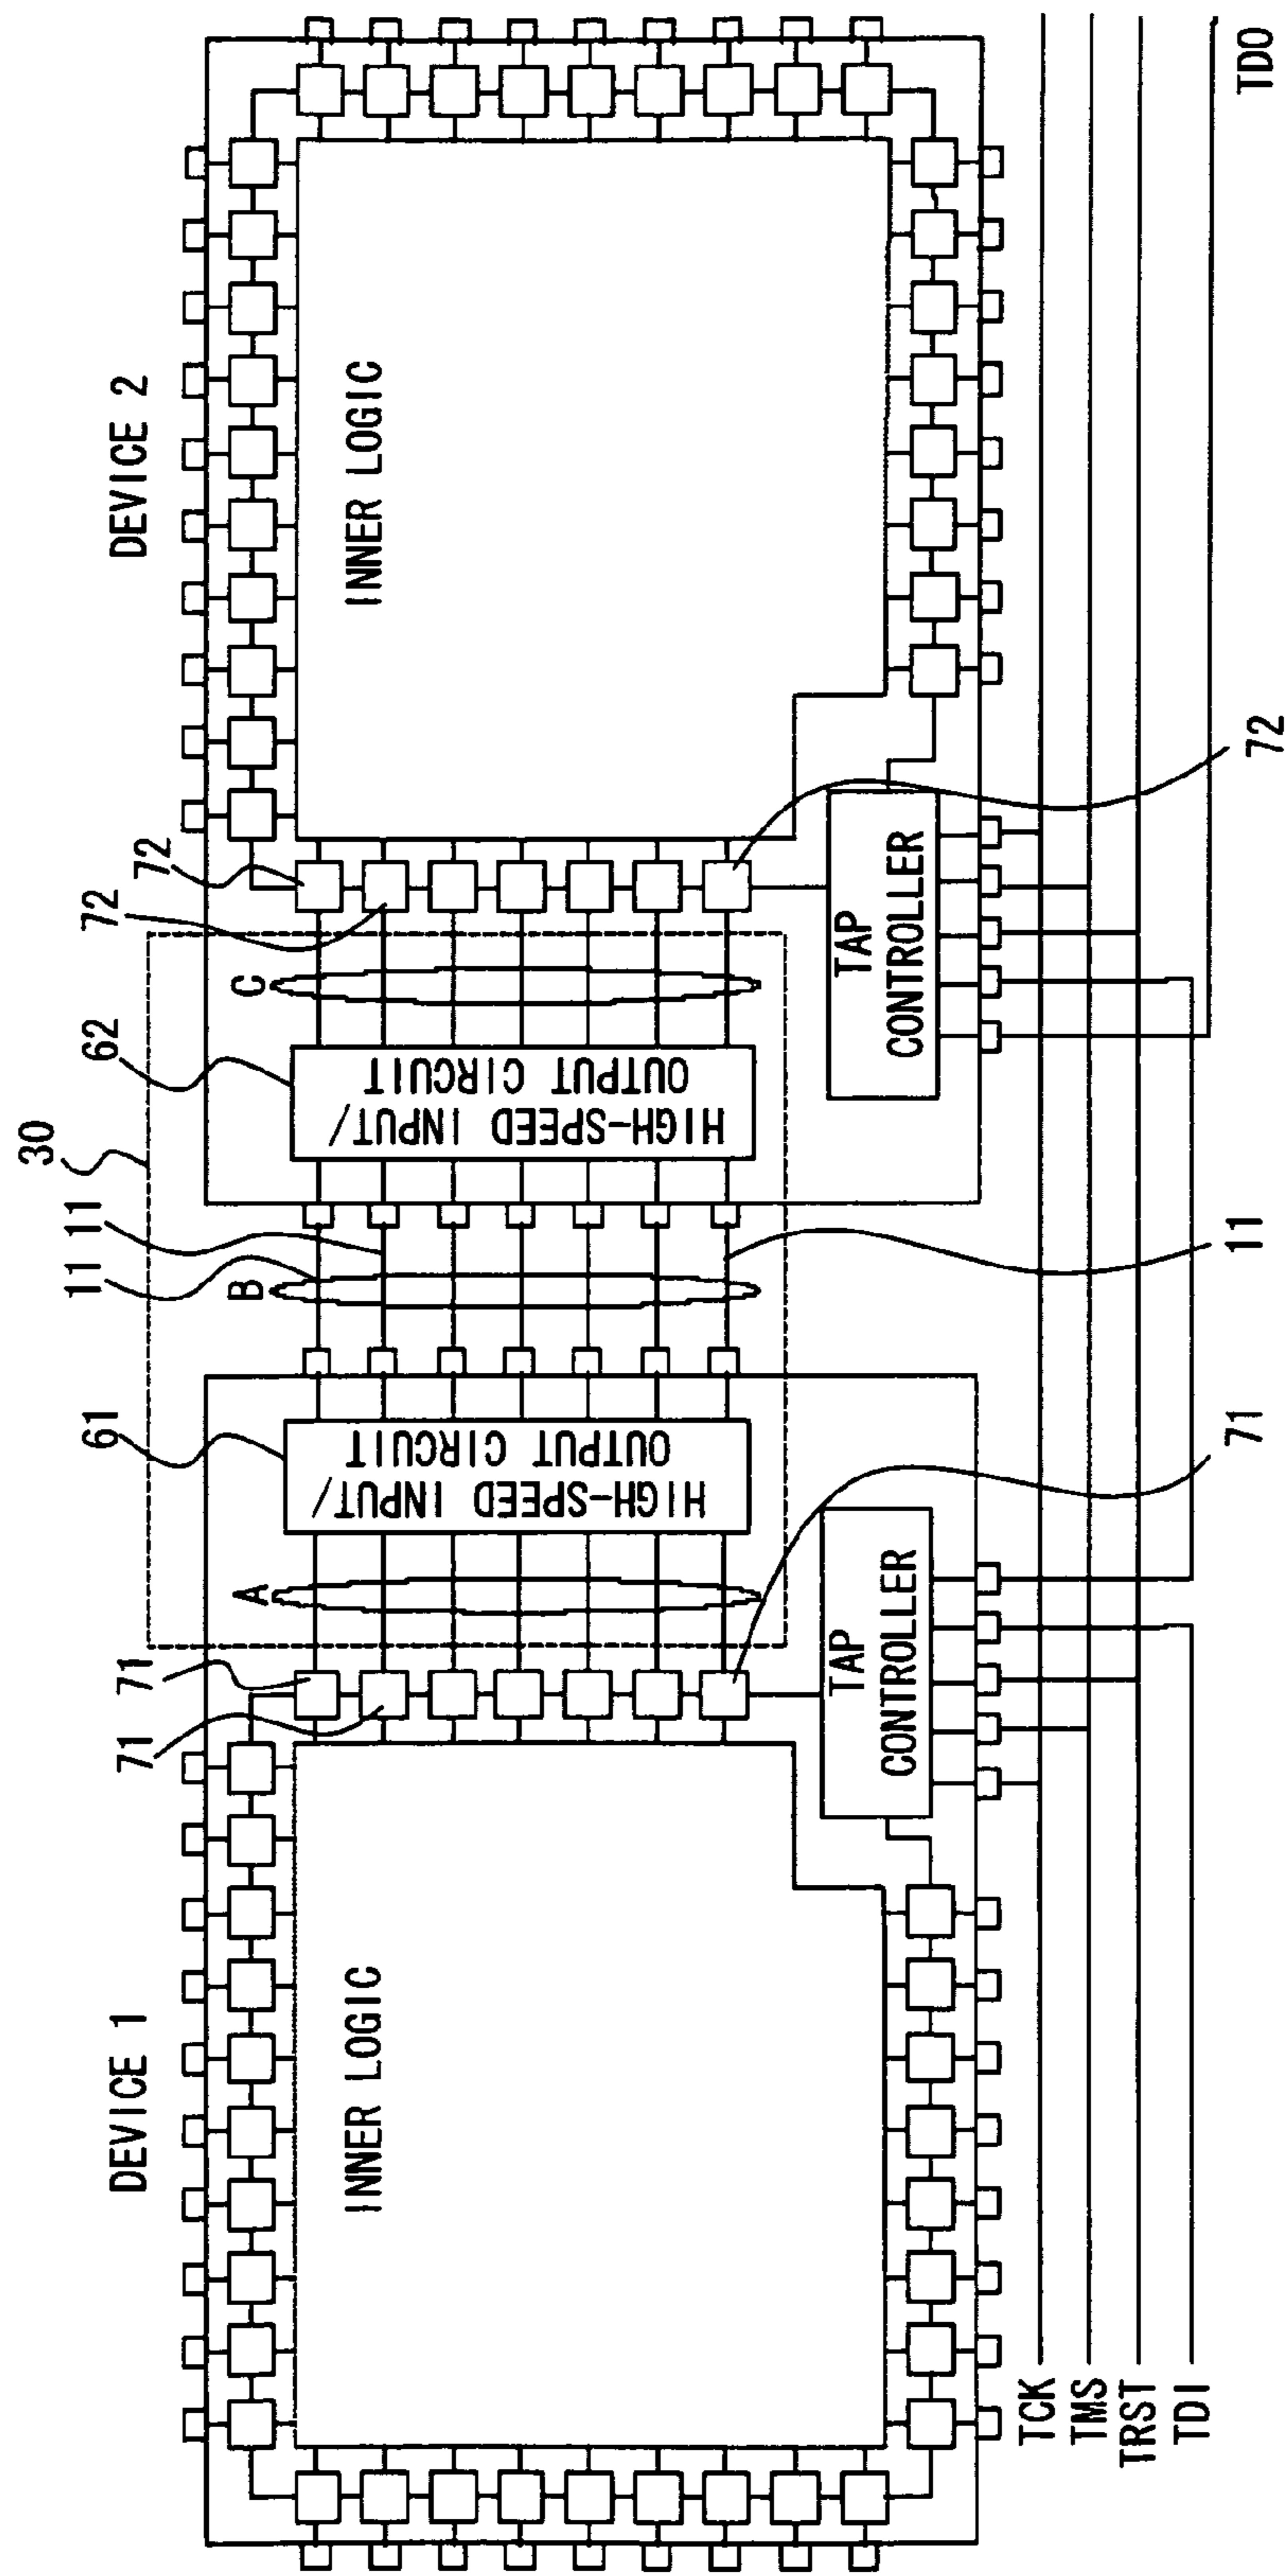 DEVICE 1
DEVICE 2
30
61
62
11
11
72
72
71
71
A
B
C
INNER LOGIC
HIGH-SPEED INPUT/
OUTPUT CIRCUIT
HIGH-SPEED INPUT/
OUTPUT CIRCUIT
INNER LOGIC
TAP
CONTROLLER
TAP
CONTROLLER
TCK
TMS
TRST
TDI
71
11
72
TDO